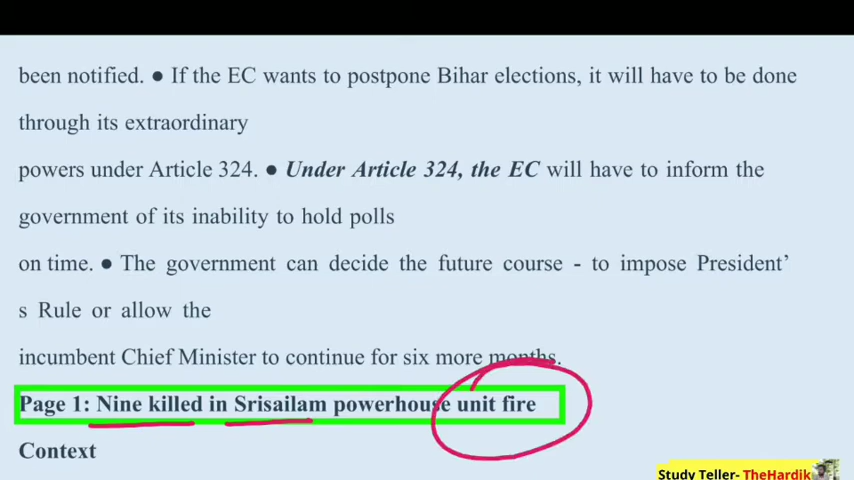 been notified. ● If the EC wants to postpone Bihar elections, it will have to be done
through its extraordinary
powers under Article 324. ● Under Article 324, the EC will have to inform the
government of its inability to hold polls
on time. ● The government can decide the future course - to impose President’
s Rule or allow the
incumbent Chief Minister to continue for six more months.
Page 1: Nine killed in Srisailam powerhouse unit fire
Context
Study Teller- TheHardik